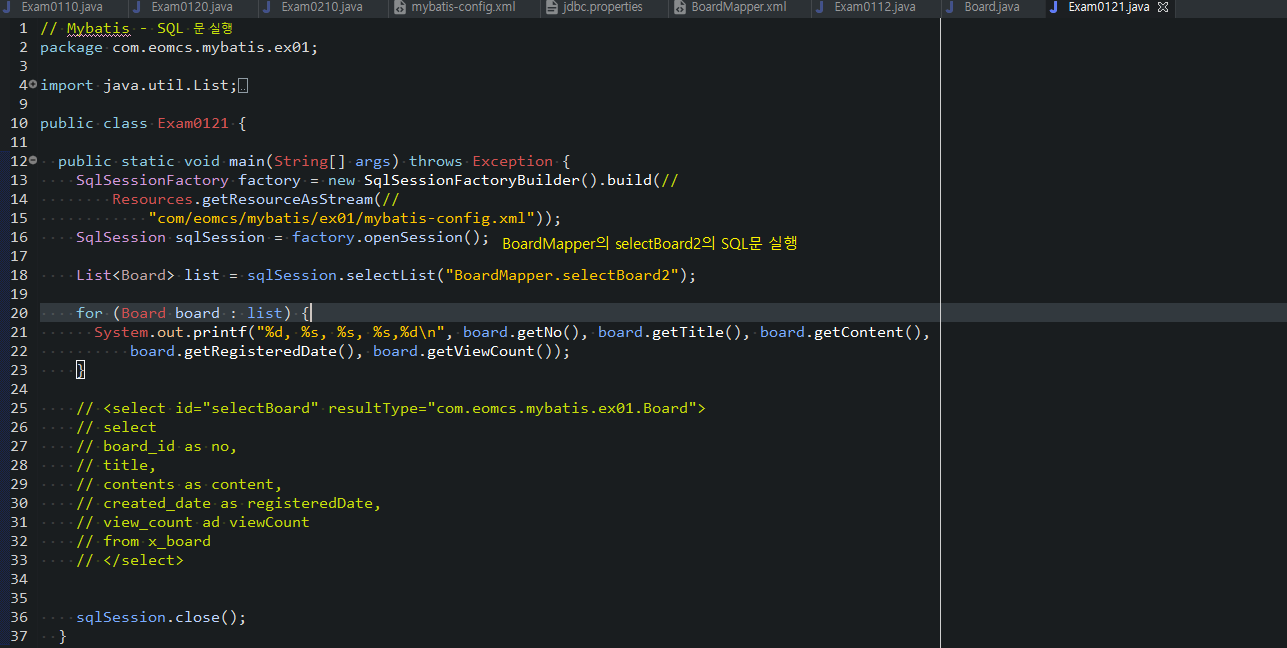 Exam0110.java Exam0120.java Exam0210.java mybatis-config.xml jdbc.properties BoardMapper.xml Exam0112.java Board.java Exam0121.java
1 // Mybatis - SQL 문 실행
2 package com.eomcs.mybatis.ex01;
3
4 import java.util.List;
9
10 public class Exam0121 {
11
12 public static void main(String[] args) throws Exception {
13 SqlSessionFactory factory = new SqlSessionFactoryBuilder().build(//
14 Resources.getResourceAsStream(//
15 "com/eomcs/mybatis/ex01/mybatis-config.xml"));
16 SqlSession sqlSession = factory.openSession(); BoardMapper의 selectBoard2의 SQL문 실행
17
18 List<Board> list = sqlSession.selectList("BoardMapper.selectBoard2");
19
20 for (Board board : list) {
21 System.out.printf("%d, %s, %s, %s,%d\n", board.getNo(), board.getTitle(), board.getContent(),
22 board.getRegisteredDate(), board.getViewCount());
23 }
24
25 // <select id="selectBoard" resultType="com.eomcs.mybatis.ex01.Board">
26 // select
27 // board_id as no,
28 // title,
29 // contents as content,
30 // created_date as registeredDate,
31 // view_count ad viewCount
32 // from x_board
33 // </select>
34
35
36 sqlSession.close();
37 }